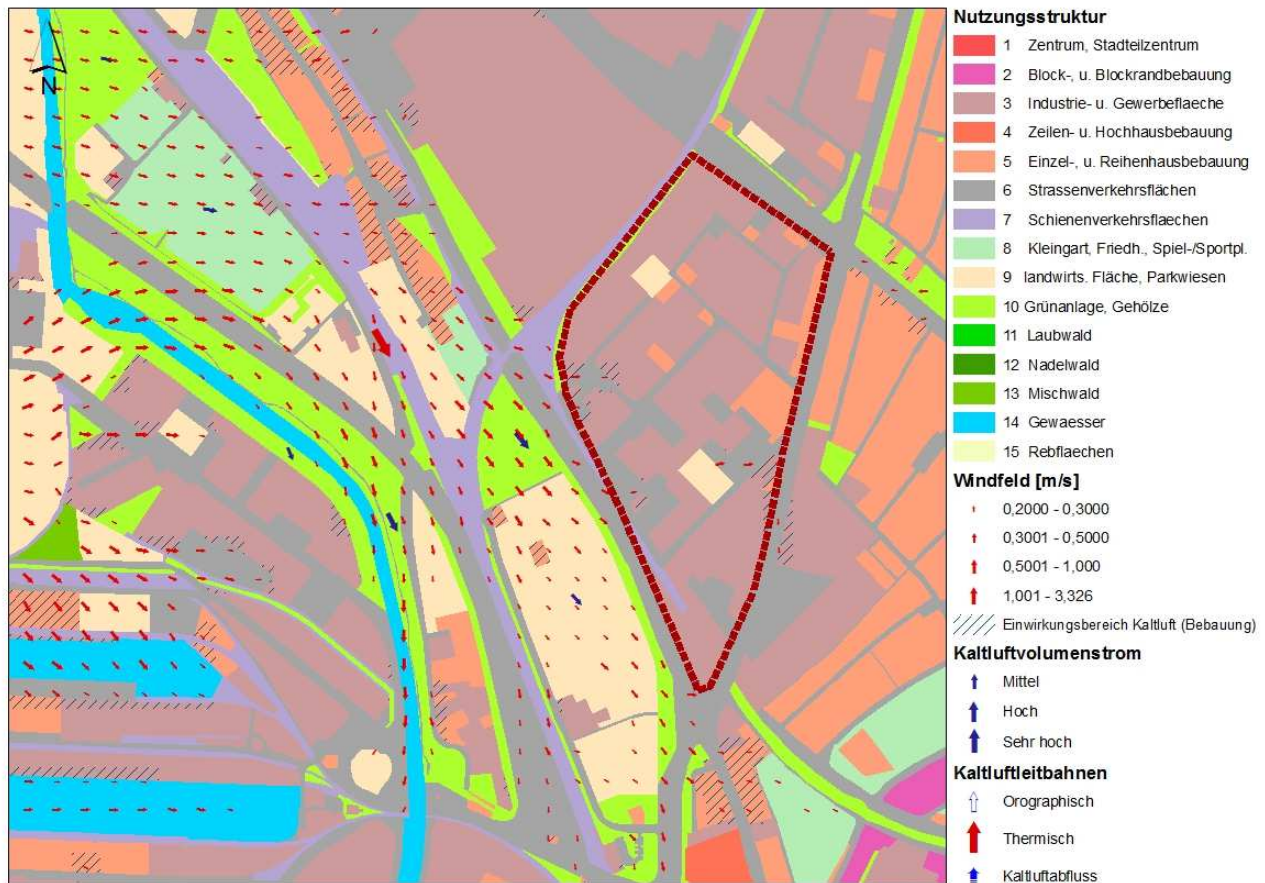 N
Nutzungsstruktur
1 Zentrum, Stadteilzentrum
2 Block-, u. Blockrandbebauung
3 Industrie- u. Gewerbeflaeche
4 Zeilen- u. Hochhausbebauung
5 Einzel-, u. Reihenhausbebauung
6 Strassenverkehrsflächen
7 Schienenverkehrsflaechen
8 Kleingart, Friedh., Spiel-/Sportpl.
9 landwirts. Fläche, Parkwiesen
10 Grünanlage, Gehölze
11 Laubwald
12 Nadelwald
13 Mischwald
14 Gewaesser
15 Rebflaechen
Windfeld [m/s]
0,2000 - 0,3000
0,3001 - 0,5000
0,5001 - 1,000
1,001 - 3,326
Einwirkungsbereich Kaltluft (Bebauung)
Kaltluftvolumenstrom
Mittel
Hoch
Sehr hoch
Kaltluftleitbahnen
Orographisch
Thermisch
Kaltluftabfluss